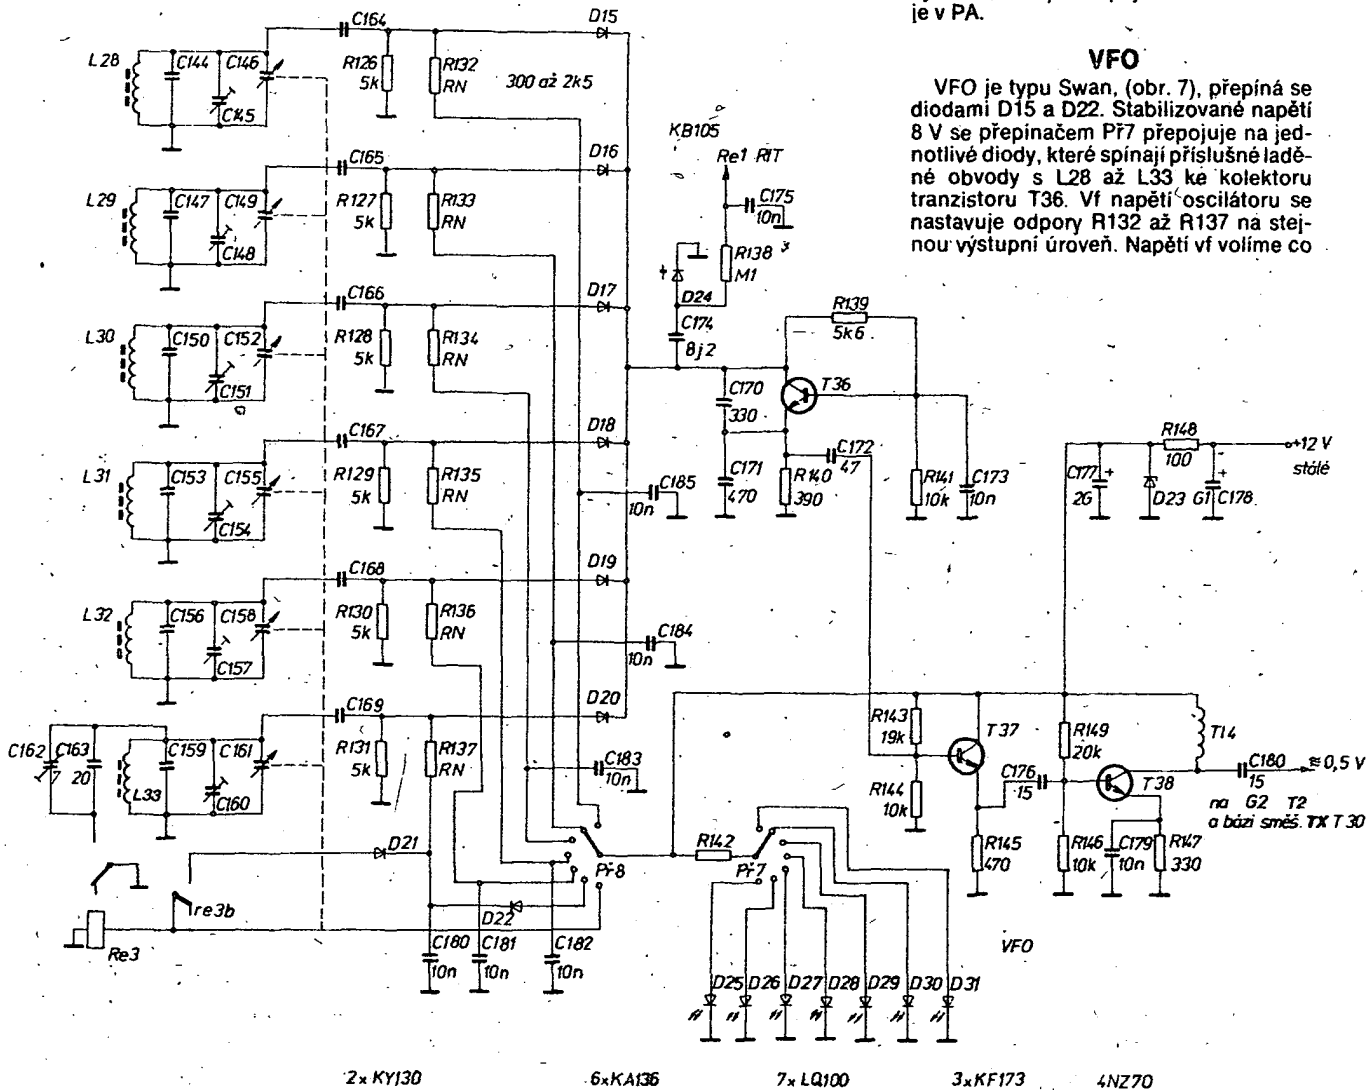 je v PA.
VFO
VFO je typu Swan, (obr. 7), přepíná se
diodami D15 a D22. Stabilizované napětí
8 V se přepínačem Př7 přepojuje na jed-
notlivé diody, které spínají příslušné ladě-
né obvody s L28 až L33 ke kolektoru
tranzistoru T36. Vf napětí oscilátoru se
nastavuje odpory R132 až R137 na stej-
nou výstupní úroveň. Napětí vf volíme co
C164 D15
L28 C144 C146 R126 5k R132 RN 300 až 2k5
C145
KB105
C165 D16
Re1 RIT
L29 C147 C149 R127 5k R133 RN
C175 10n
C148
R138 M1
D24
C166 D17
L30 C150 C152 R128 5k R134 RN
C174 8j2
R139 5k6
C151
C170 330
T36
C167 D18
L31 C153 C155 R129 5k R135 RN
C185 10n
C171 470
C172 47
R140 390
R141 10k
C173 10n
R148 100
+12 V
stálé
C177 2G
D23
G1 C178
C154
C168 D19
L32 C156 C158 R130 5k R136 RN
C184 10n
C157
C169 D20
C162 7 C163 20 L33 C159 C161 R131 5k R137 RN
C183 10n
C160
R143 19k
T37
R149 20k
T14
C180 15
≈0,5 V
R144 10k
C176 15
T38
na G2 T2
a bázi směš. TX T30
R145 470
R146 10k
C179 10n
R147 330
D21
Př8
R142
Př7
re3b
D22
Re3
C180 10n
C181 10n
C182 10n
VFO
D25 D26 D27 D28 D29 D30 D31
2x KY130 6xKA136 7x LQ100 3xKF173 4NZ70